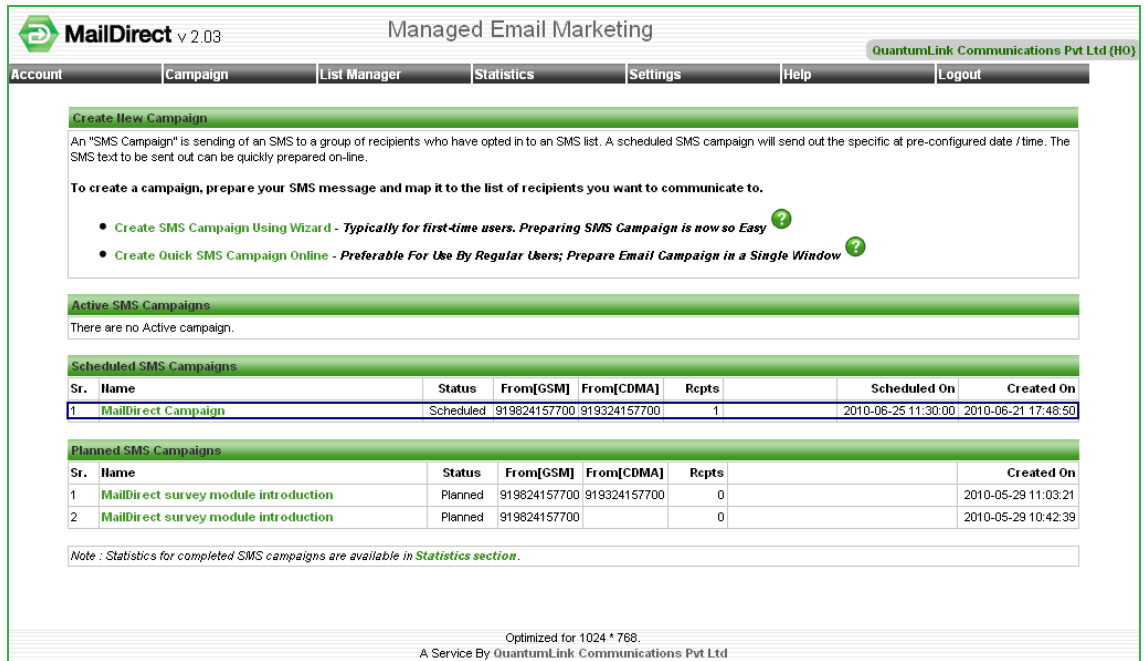 MailDirect v 2.03
Managed Email Marketing
QuantumLink Communications Pvt Ltd {HO}
Account Campaign List Manager Statistics Settings Help Logout
Create New Campaign
An "SMS Campaign" is sending of an SMS to a group of recipients who have opted in to an SMS list. A scheduled SMS campaign will send out the specific at pre-configured date / time. The
SMS text to be sent out can be quickly prepared on-line.
To create a campaign, prepare your SMS message and map it to the list of recipients you want to communicate to.
• Create SMS Campaign Using Wizard - Typically for first-time users. Preparing SMS Campaign is now so Easy ?
• Create Quick SMS Campaign Online - Preferable For Use By Regular Users; Prepare Email Campaign in a Single Window ?
Active SMS Campaigns
There are no Active campaign.
Scheduled SMS Campaigns
Sr. Name Status From[GSM] From[CDMA] Rcpts Scheduled On Created On
1 MailDirect Campaign Scheduled 919824157700 919324157700 1 2010-06-25 11:30:00 2010-06-21 17:48:50
Planned SMS Campaigns
Sr. Name Status From[GSM] From[CDMA] Rcpts Created On
1 MailDirect survey module introduction Planned 919824157700 919324157700 0 2010-05-29 11:03:21
2 MailDirect survey module introduction Planned 919824157700 0 2010-05-29 10:42:39
Note : Statistics for completed SMS campaigns are available in Statistics section.
Optimized for 1024 * 768.
A Service By QuantumLink Communications Pvt Ltd